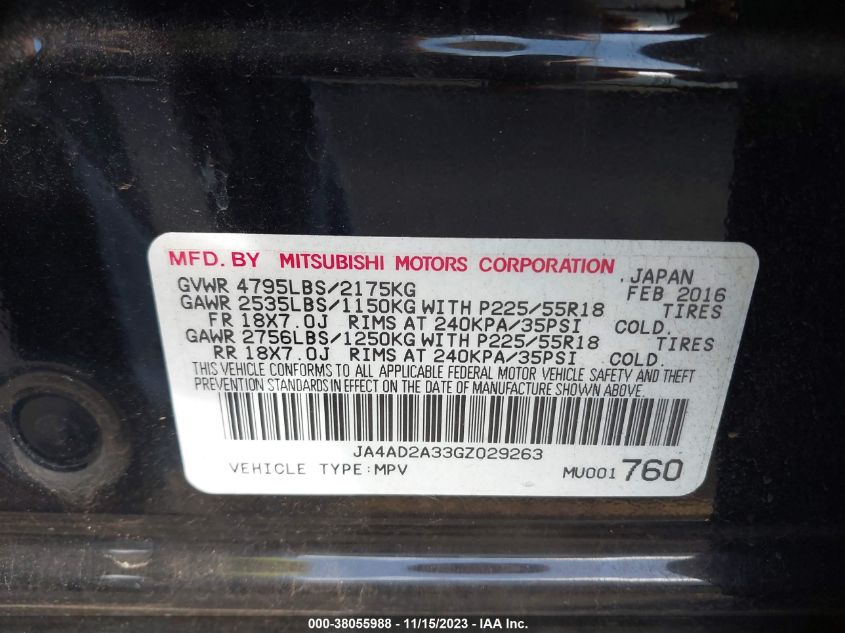 MFD. BY MITSUBISHI MOTORS CORPORATION
JAPAN
GVWR 4795LBS/2175KG FEB 2016
GAWR 2535LBS/1150KG WITH P225/55R18 TIRES
FR 18X7.0J RIMS AT 240KPA/35PSI COLD.
GAWR 2756LBS/1250KG WITH P225/55R18 TIRES
RR 18X7.0J RIMS AT 240KPA/35PSI COLD.
THIS VEHICLE CONFORMS TO ALL APPLICABLE FEDERAL MOTOR VEHICLE SAFETY AND THEFT
PREVENTION STANDARDS IN EFFECT ON THE DATE OF MANUFACTURE SHOWN ABOVE.
JA4AD2A33GZ029263
VEHICLE TYPE:MPV MU001760
000-38055988 - 11/15/2023 - IAA Inc.